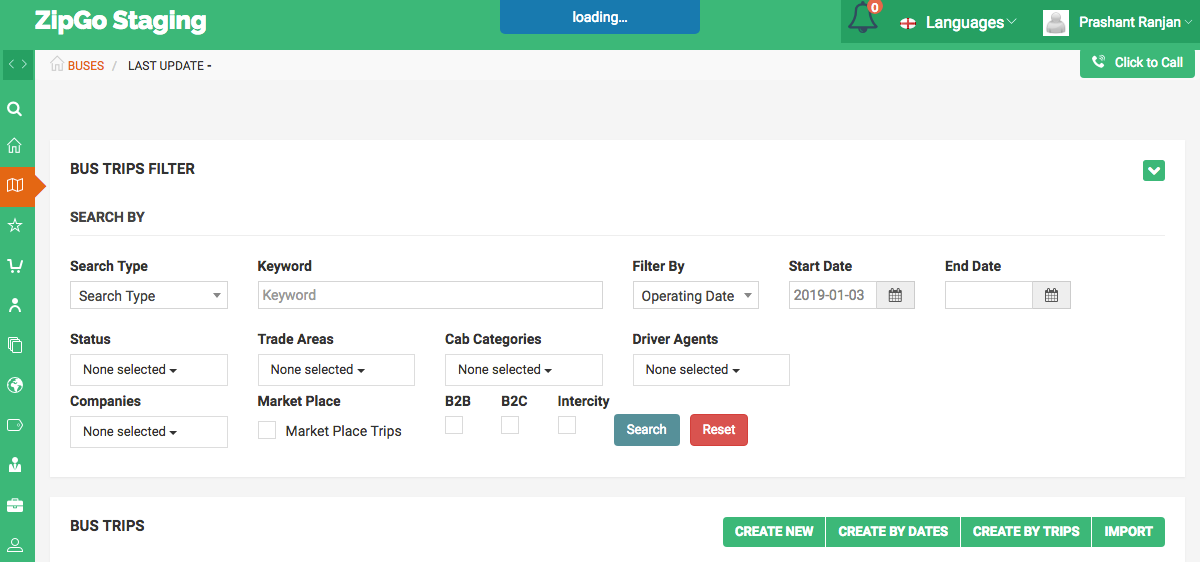 ZipGo Staging
loading...
0
Languages
Prashant Ranjan
BUSES / LAST UPDATE -
Click to Call
BUS TRIPS FILTER
SEARCH BY
Search Type Keyword Filter By Start Date End Date
Search Type Keyword Operating Date 2019-01-03
Status Trade Areas Cab Categories Driver Agents
None selected None selected None selected None selected
Companies Market Place B2B B2C Intercity
None selected Market Place Trips Search Reset
BUS TRIPS
CREATE NEW CREATE BY DATES CREATE BY TRIPS IMPORT